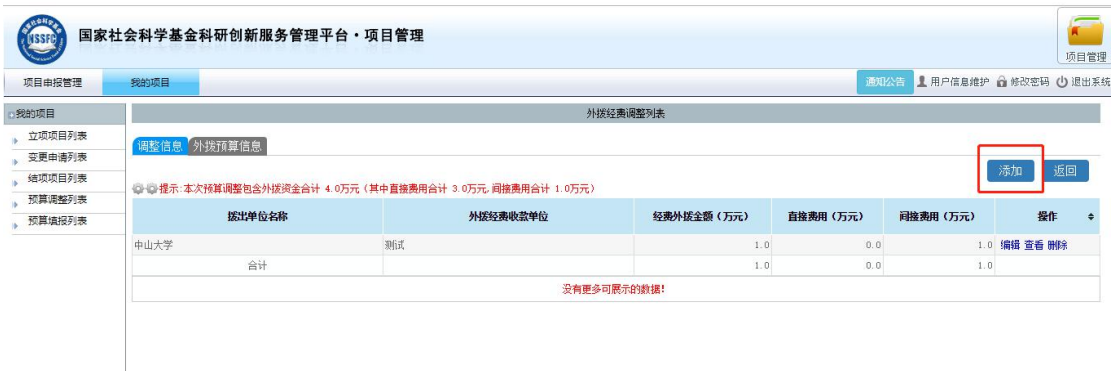 NSSFC
国家社会科学基金科研创新服务管理平台·项目管理
项目管理
项目申报管理 我的项目 通知公告 用户信息维护 修改密码 退出系统
我的项目
立项项目列表
变更申请列表
结项项目列表
预算调整列表
预算填报列表
外拨经费调整列表
调整信息 外拨预算信息
添加 返回
提示:本次预算调整包含外拨资金合计 4.0万元(其中直接费用合计 3.0万元,间接费用合计 1.0万元)
拨出单位名称 外拨经费收款单位 经费外拨金额(万元) 直接费用(万元) 间接费用(万元) 操作
中山大学 测试 1.0 0.0 1.0 编辑 查看 删除
合计 1.0 0.0 1.0
没有更多可展示的数据!